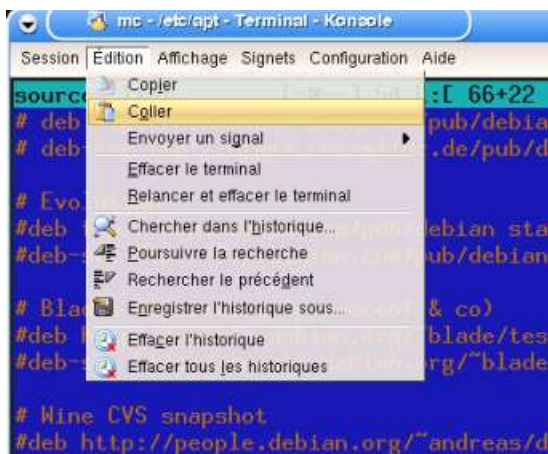 mc - /etc/apt - Terminal - Konsole
Session Édition Affichage Signets Configuration Aide
source :[ 66+22
Copier
Coller
# deb pub/debia
Envoyer un signal
# deb .de/pub/d
Effacer le terminal
Relancer et effacer le terminal
# Evo
Chercher dans l'historique...
#deb debian sta
Poursuivre la recherche
#deb-s pub/debian
Rechercher le précédent
Enregistrer l'historique sous...
# Bla & co)
Effacer l'historique
#deb blade/tes
Effacer tous les historiques
#deb-s rg/~blade
# Wine CVS snapshot
#deb http://people.debian.org/~andreas/d